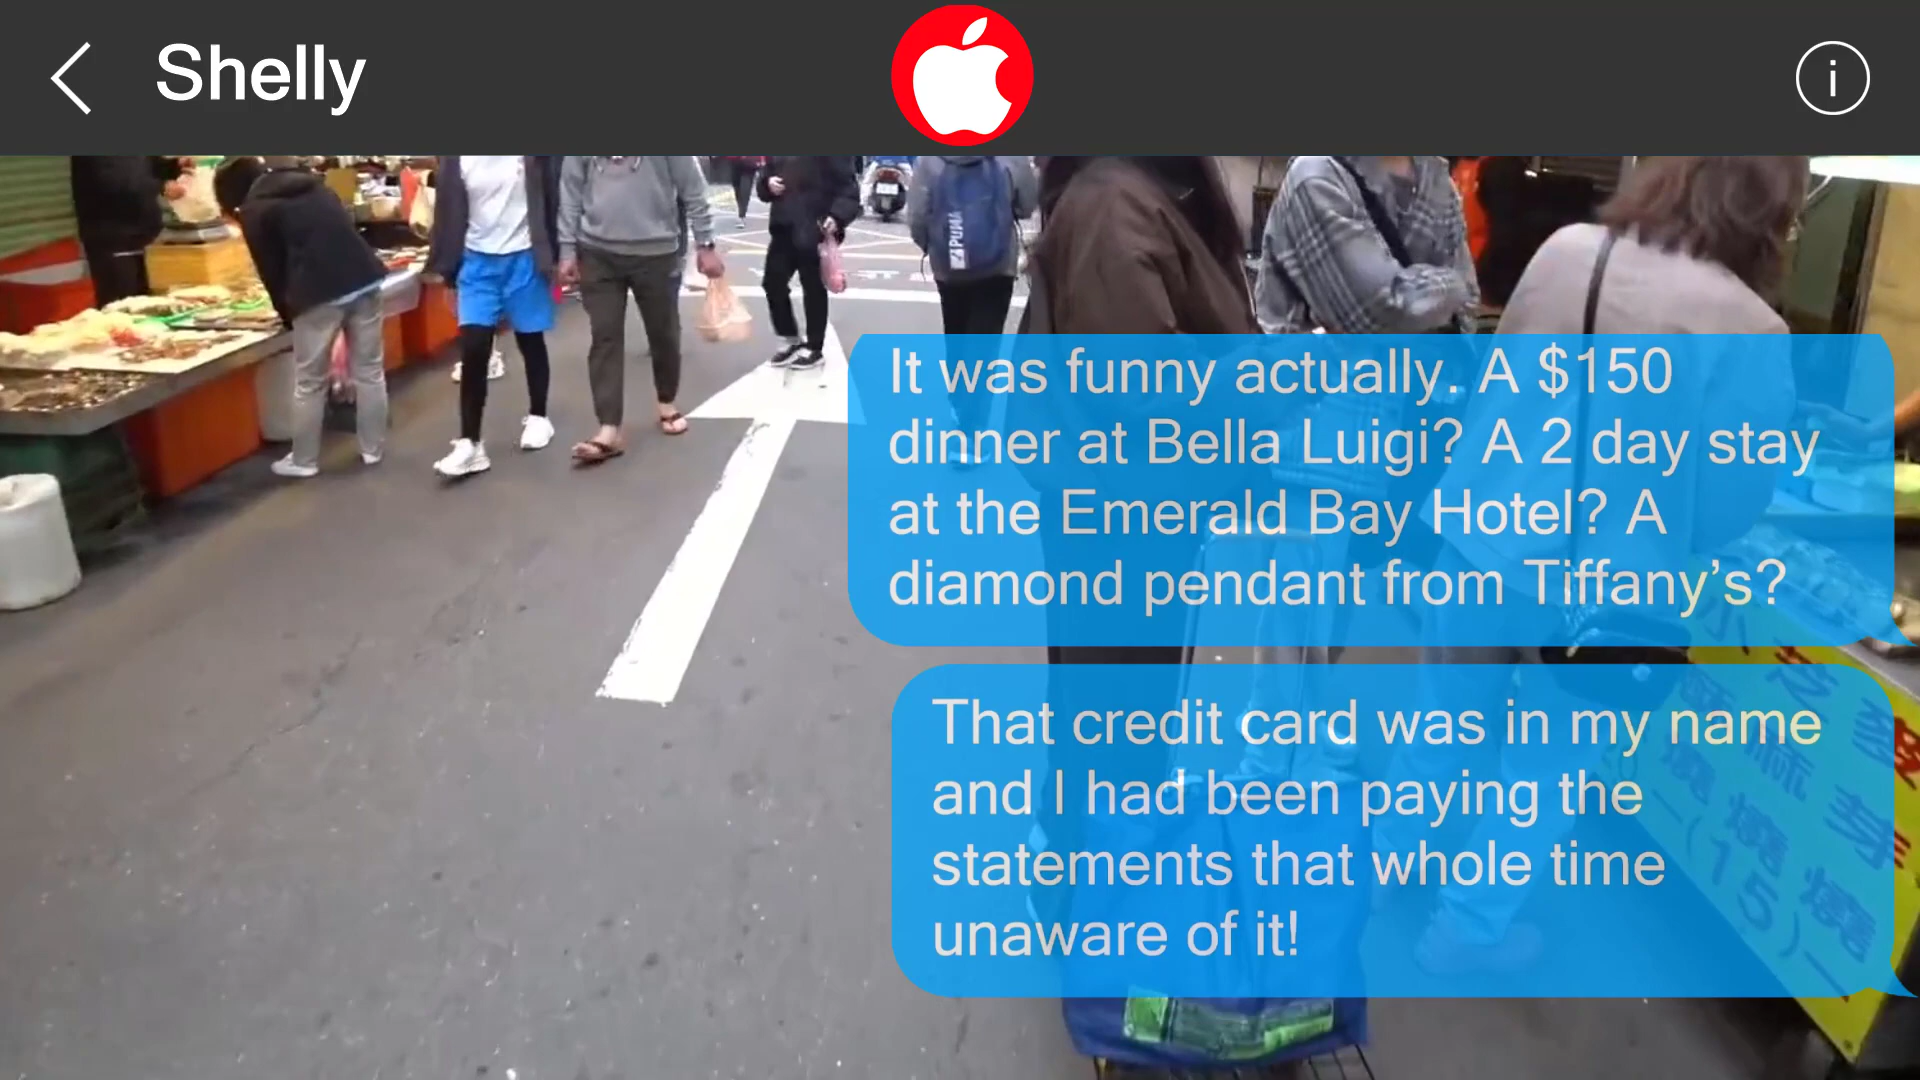 Shelly
i
PUMA
It was funny actually. A $150
dinner at Bella Luigi? A 2 day stay
at the Emerald Bay Hotel? A
diamond pendant from Tiffany’s?
That credit card was in my name
and I had been paying the
statements that whole time
unaware of it!
(15)